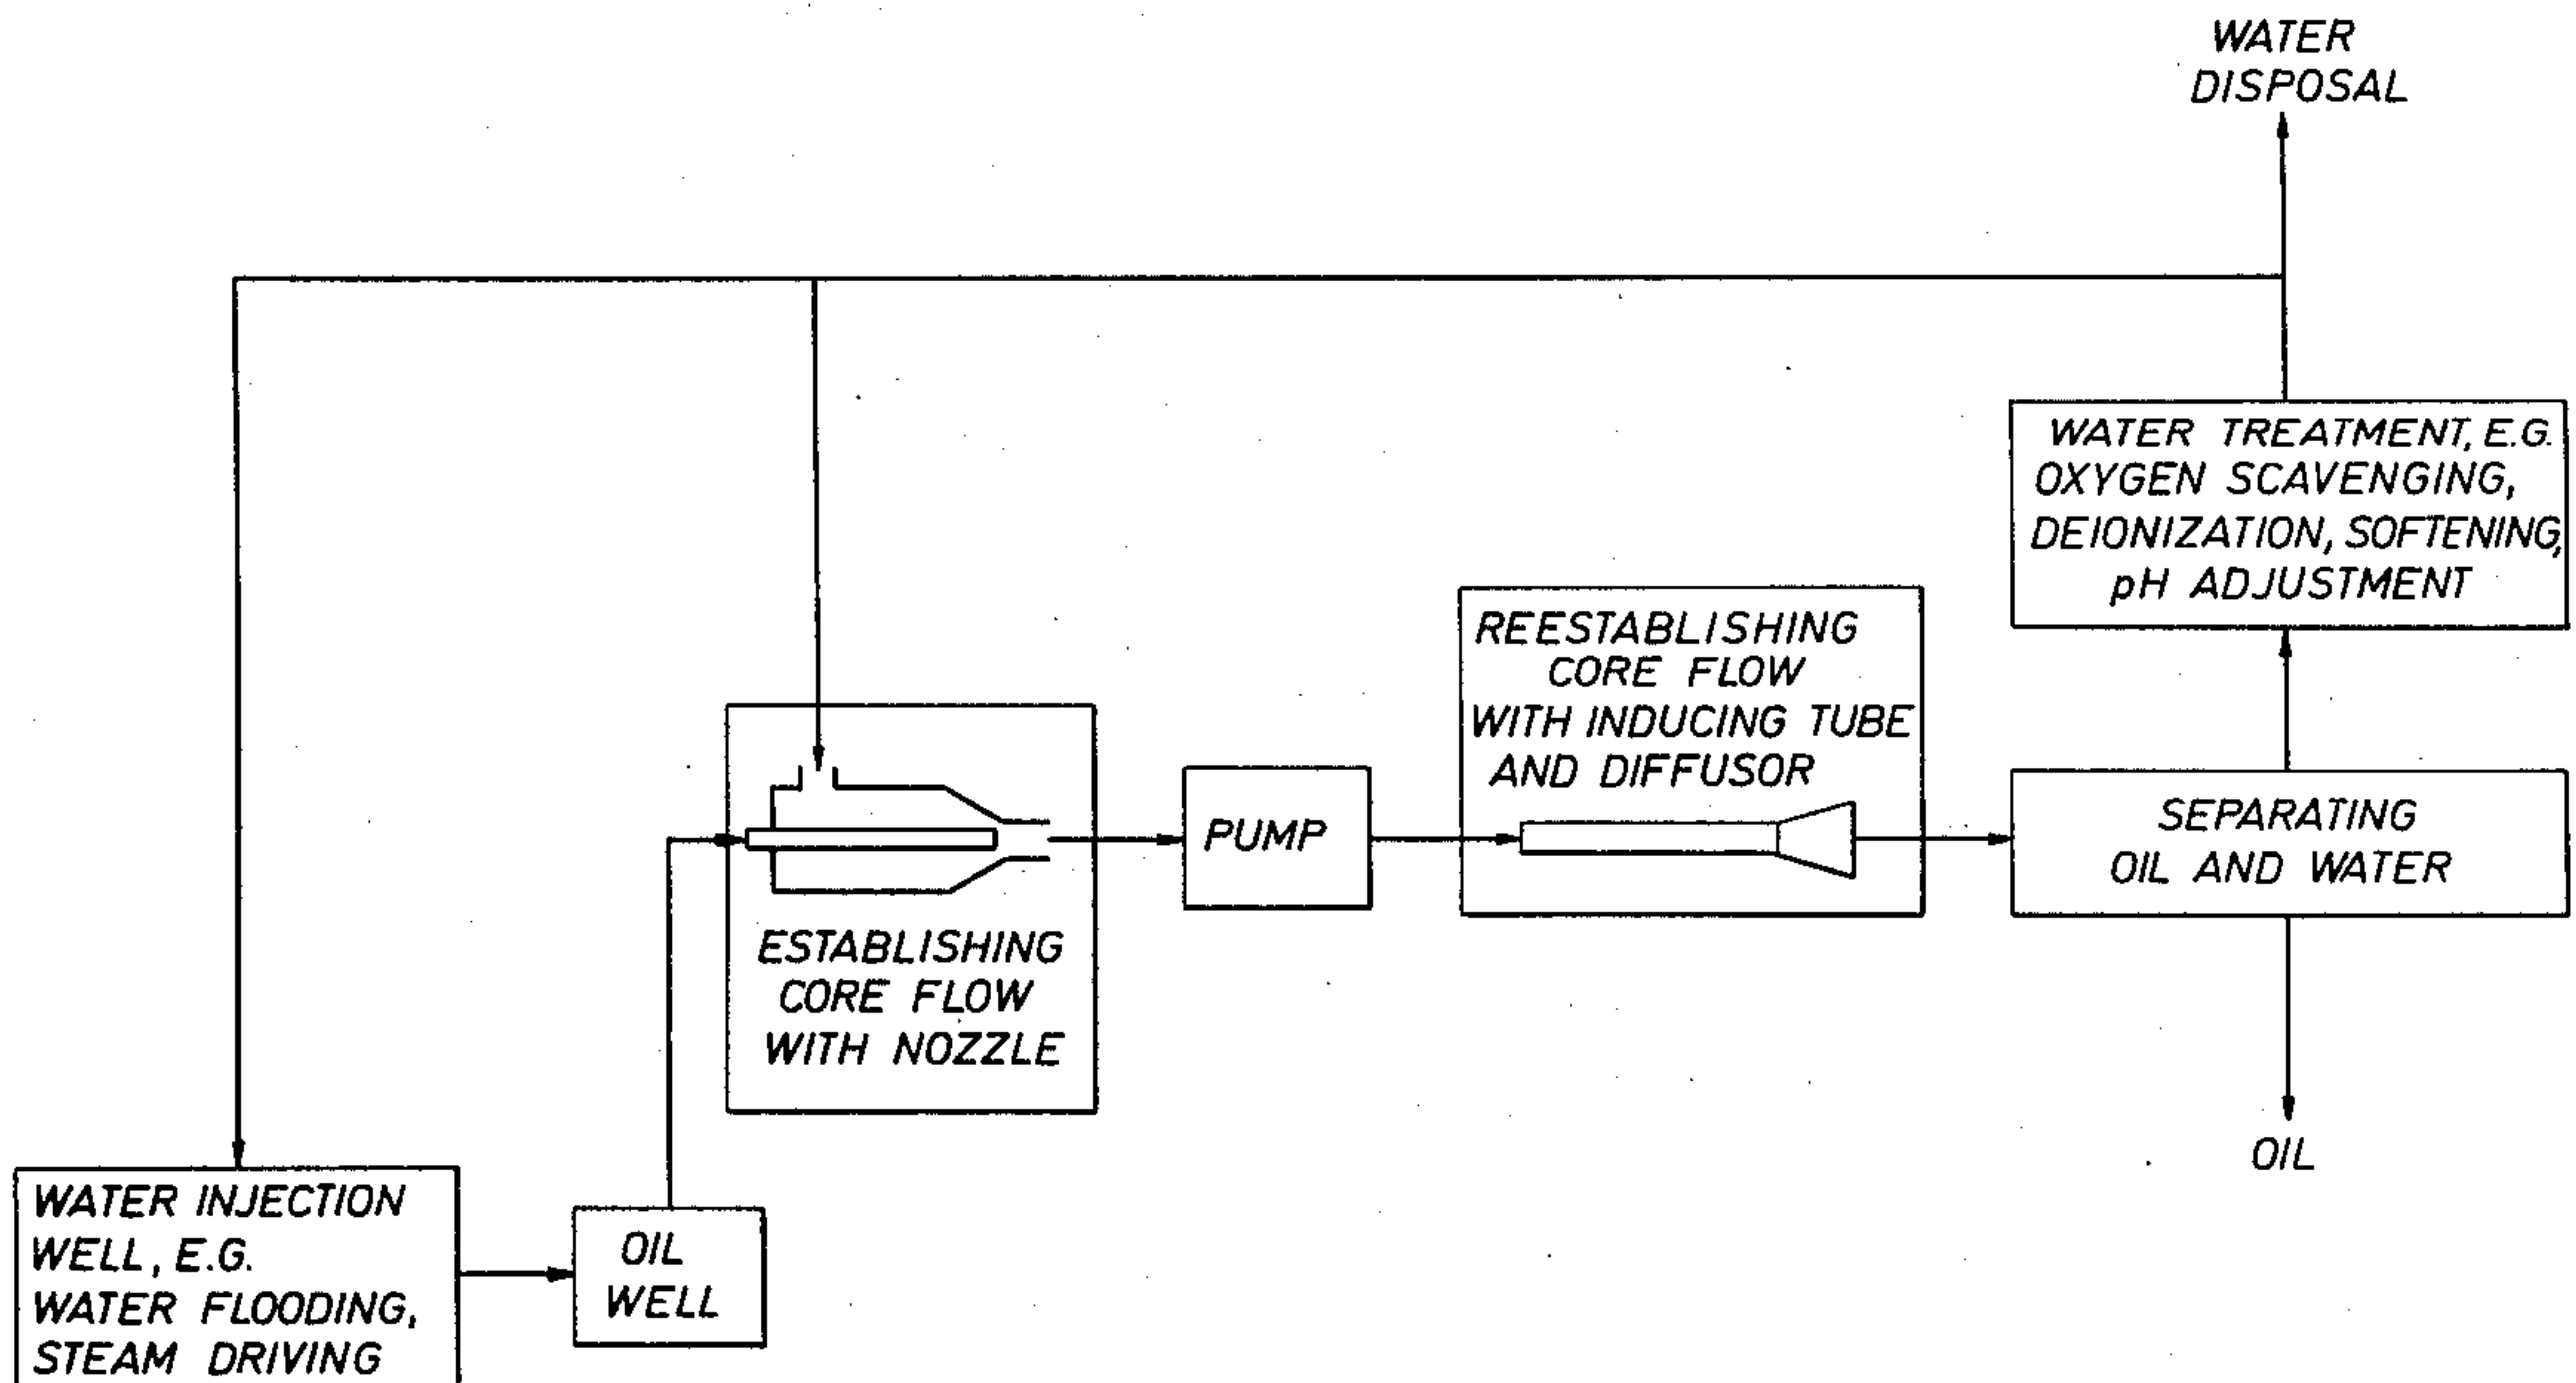 WATER
DISPOSAL
WATER TREATMENT, E.G.
OXYGEN SCAVENGING,
DEIONIZATION, SOFTENING,
pH ADJUSTMENT
REESTABLISHING
CORE FLOW
WITH INDUCING TUBE
AND DIFFUSOR
PUMP
SEPARATING
OIL AND WATER
ESTABLISHING
CORE FLOW
WITH NOZZLE
OIL
WATER INJECTION
WELL, E.G.
WATER FLOODING,
STEAM DRIVING
OIL
WELL